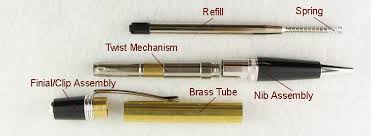 Refill
Spring
Twist Mechanism
Finial/Clip Assembly
Brass Tube
Nib Assembly